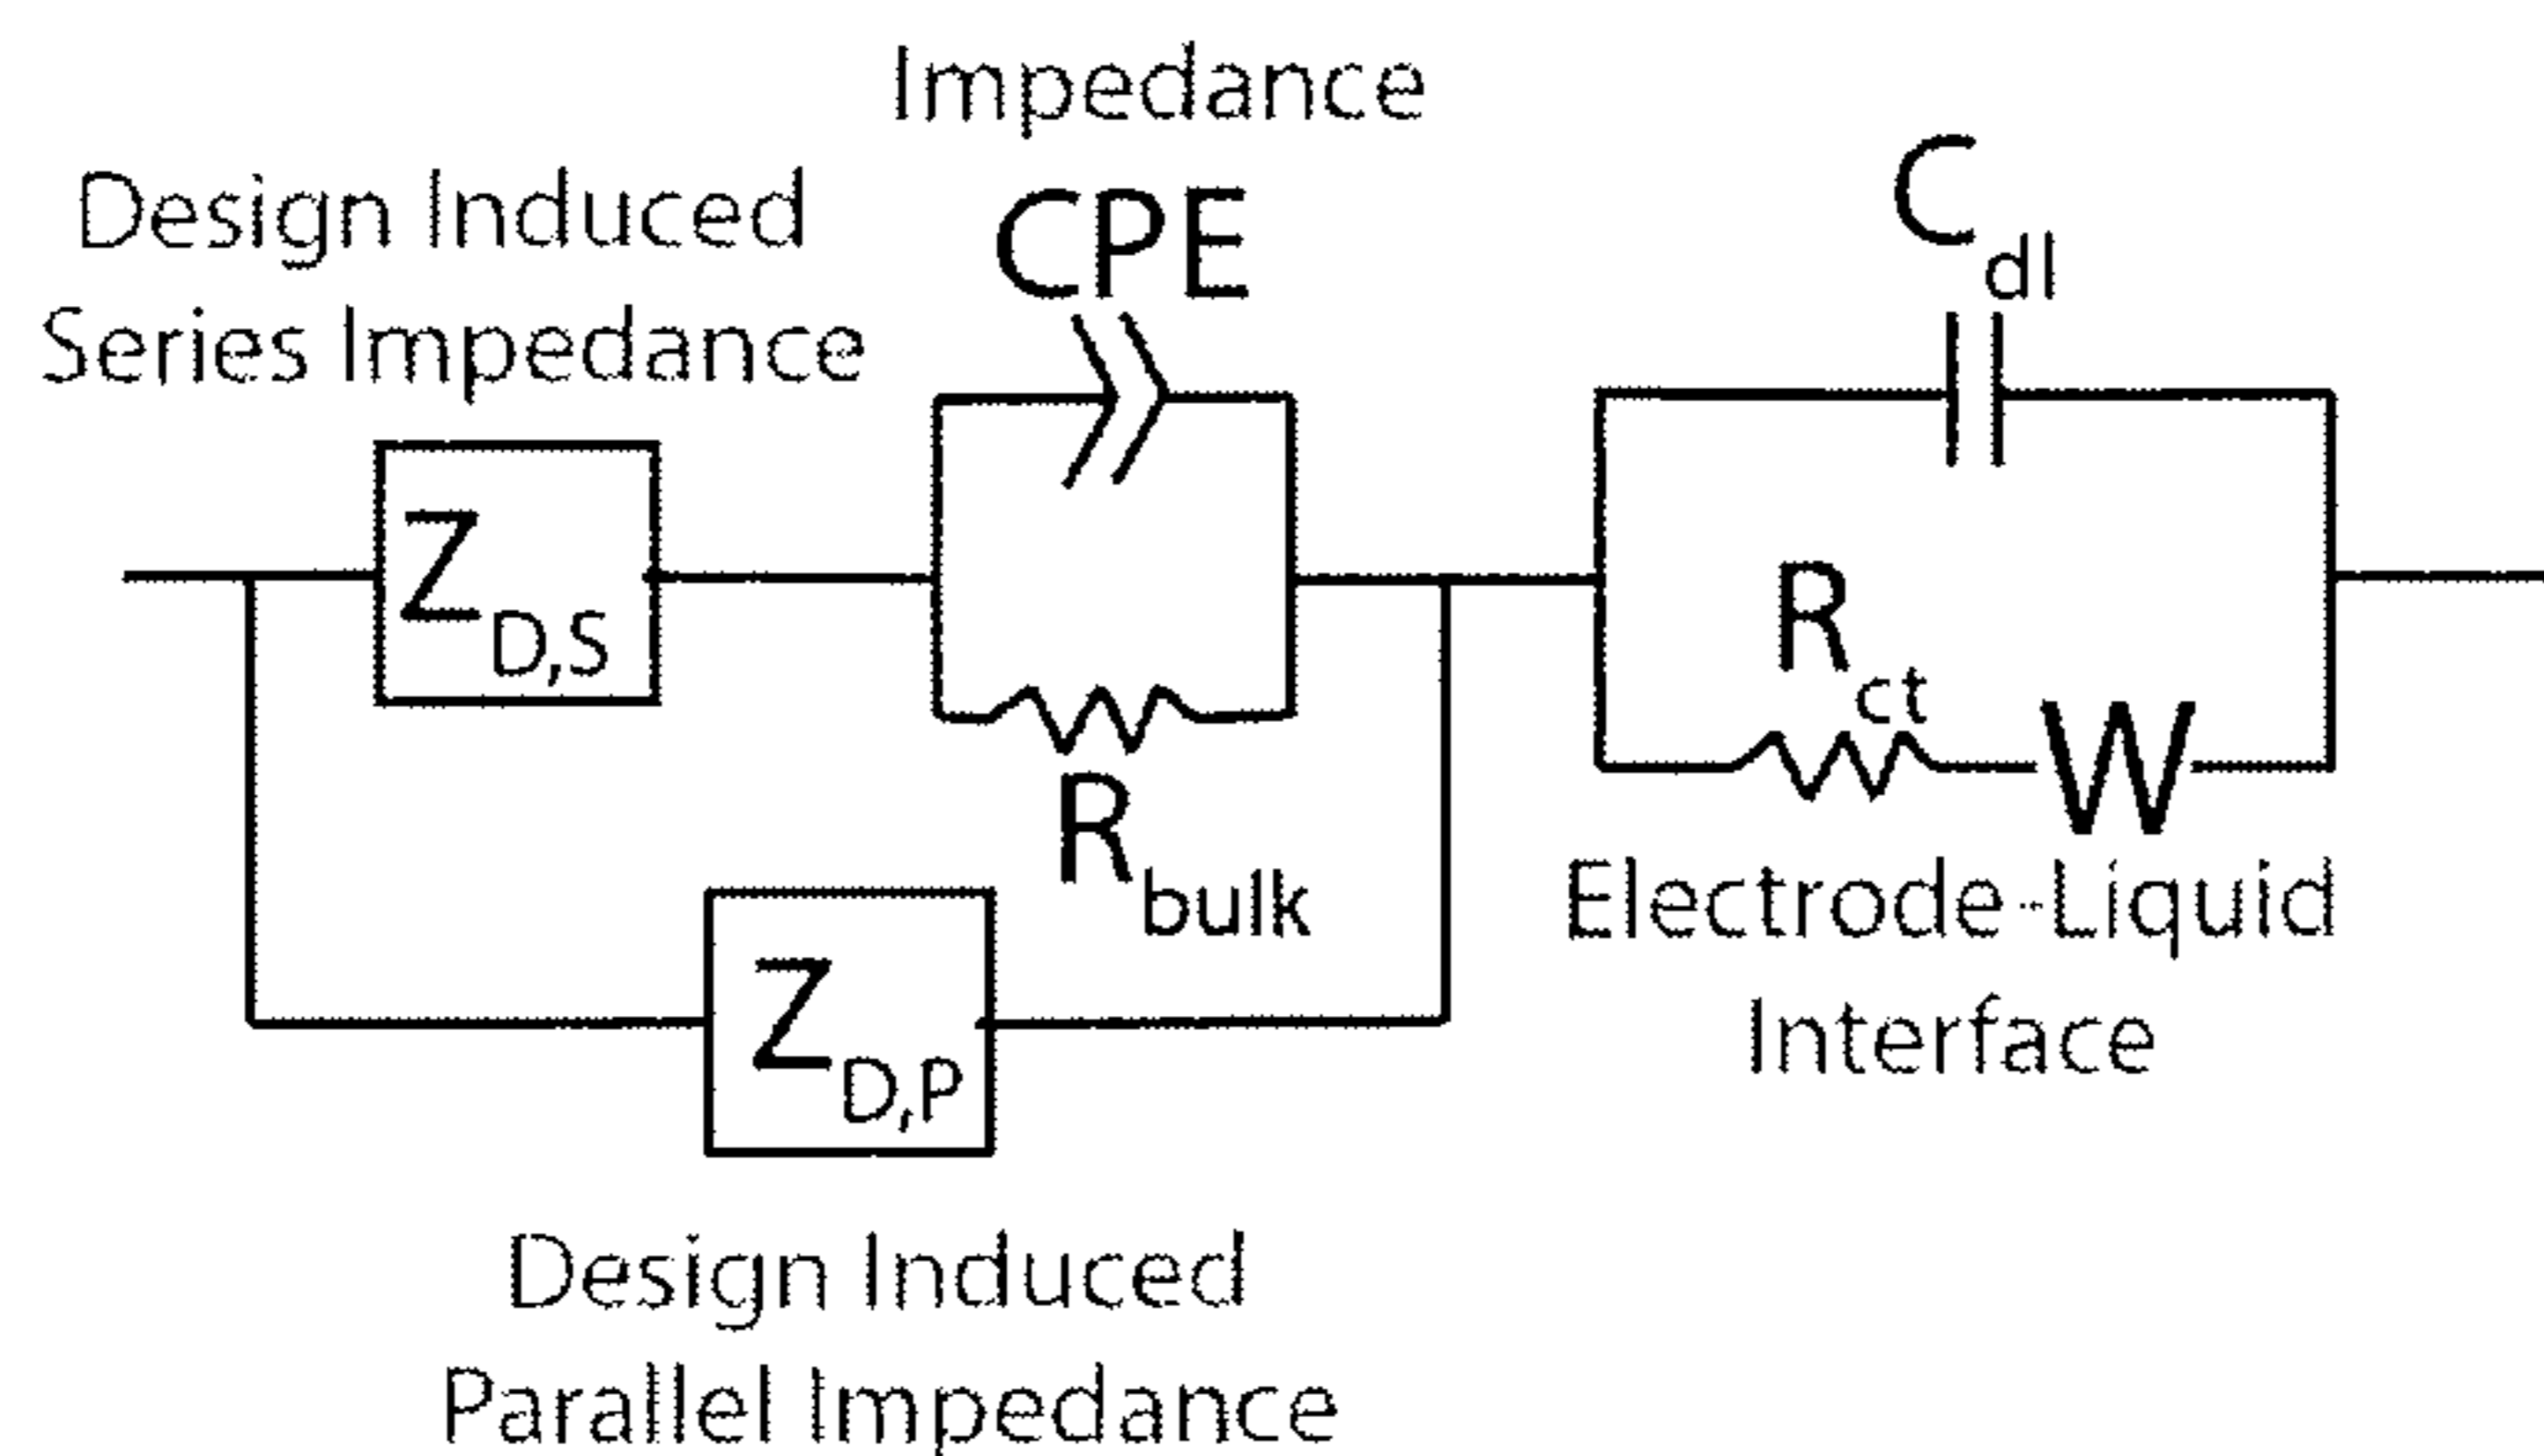 Impedance
Design Induced
Series Impedance
CPE
C dl
Z D,S
R ct
W
R bulk
Electrode-Liquid
Interface
Z D,P
Design Induced
Parallel Impedance